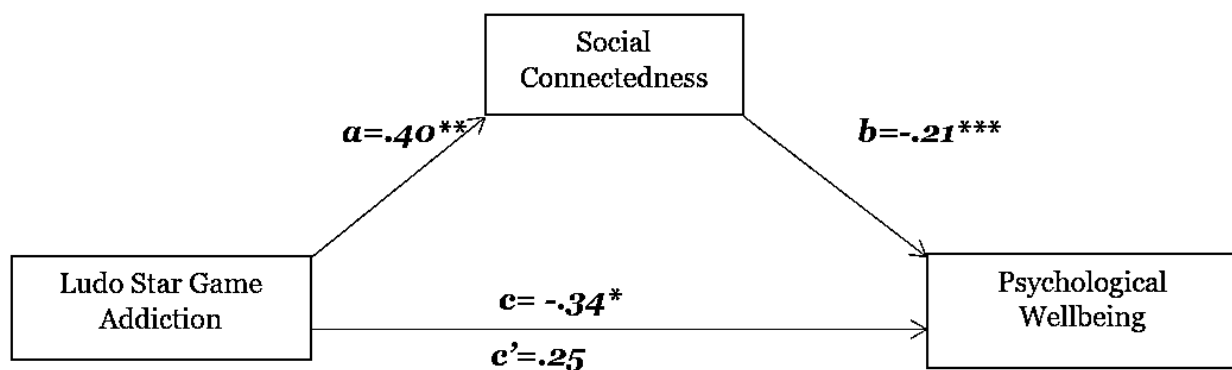 Social
Connectedness
a=.40**
b=-.21***
Ludo Star Game
Addiction
c= -.34*
c’=.25
Psychological
Wellbeing